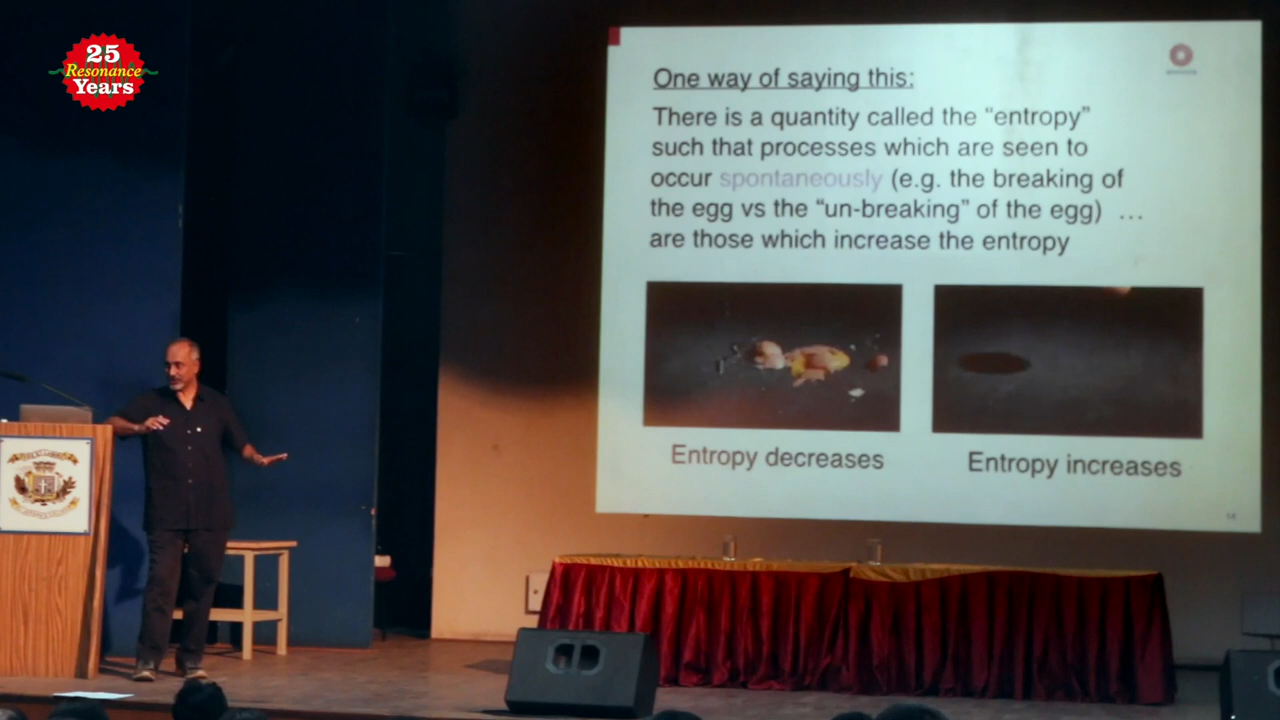 25
Resonance
Years
One way of saying this:
There is a quantity called the “entropy”
such that processes which are seen to
occur spontaneously (e.g. the breaking of
the egg vs the “un-breaking” of the egg) …
are those which increase the entropy
Entropy decreases
Entropy increases
14